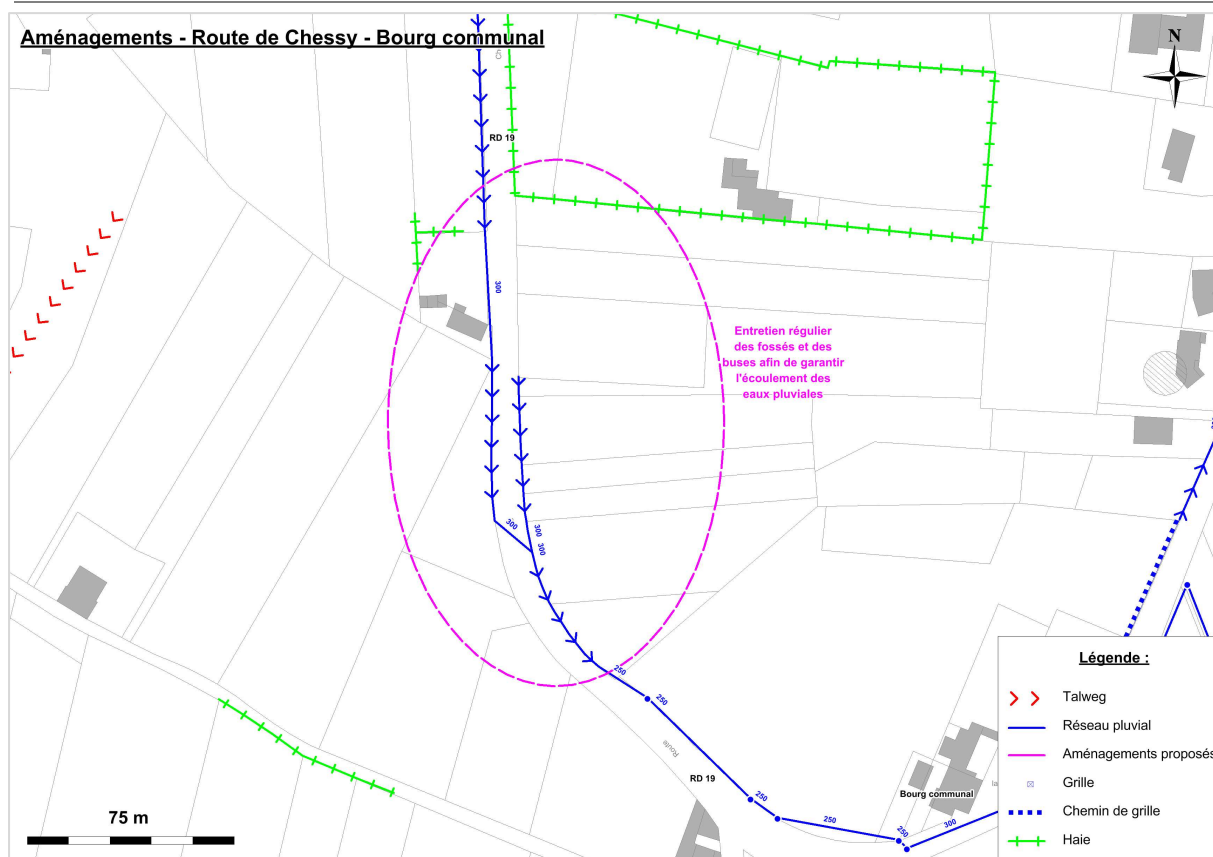 Aménagements - Route de Chessy - Bourg communal
N
RD 19
300
Entretien régulier
des fossés et des
buses afin de garantir
l'écoulement des
eaux pluviales
300
300
300
250
250
Route
RD 19
250
250
250
300
Bourg communal
la
Légende :
Talweg
Réseau pluvial
Aménagements proposés
Grille
Chemin de grille
Haie
75 m